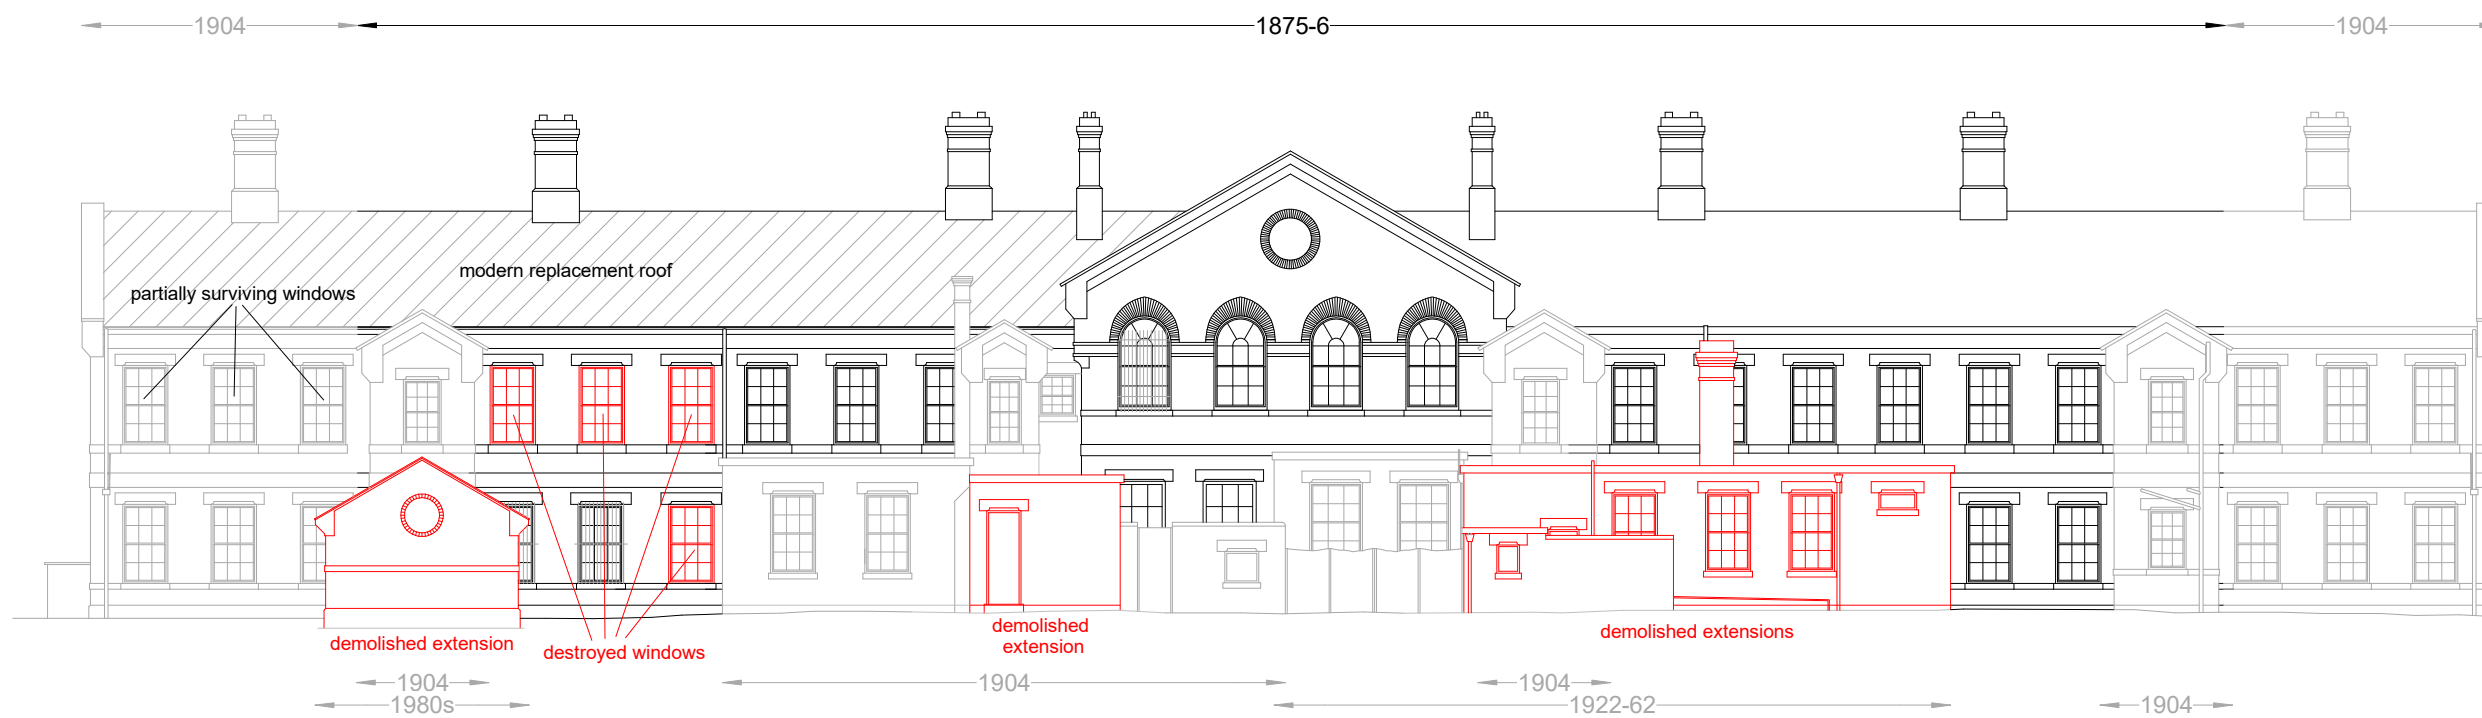 1904
1875-6
1904
modern replacement roof
partially surviving windows
demolished extension
destroyed windows
demolished
extension
demolished extensions
1904
1904
1904
1980s
1922-62
1904